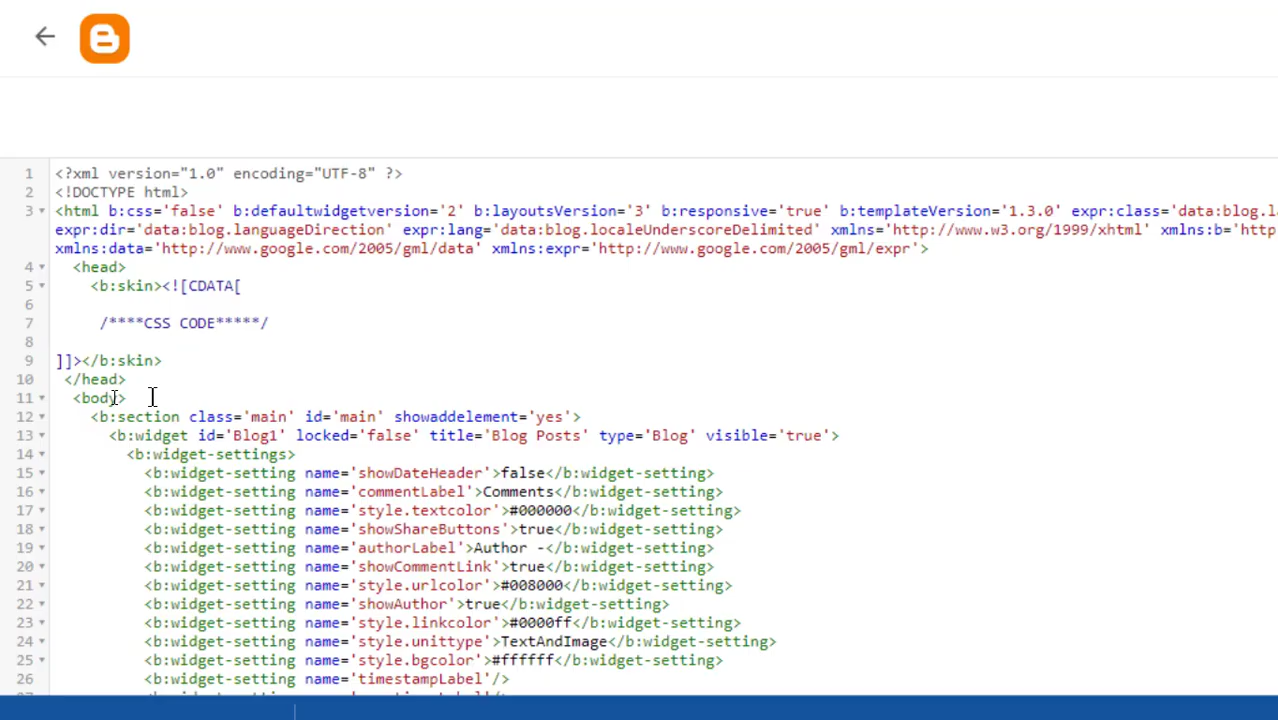 1 <?xml version="1.0" encoding="UTF-8" ?>
2 <!DOCTYPE html>
3 <html b:css='false' b:defaultwidgetversion='2' b:layoutsVersion='3' b:responsive='true' b:templateVersion='1.3.0' expr:class='data:blog.la
expr:dir='data:blog.languageDirection' expr:lang='data:blog.localeUnderscoreDelimited' xmlns='http://www.w3.org/1999/xhtml' xmlns:b='http
xmlns:data='http://www.google.com/2005/gml/data' xmlns:expr='http://www.google.com/2005/gml/expr'>
4 <head>
5 <b:skin><![CDATA[
6
7 /****CSS CODE*****/
8
9 ]]></b:skin>
10 </head>
11 <body>
12 <b:section class='main' id='main' showaddelement='yes'>
13 <b:widget id='Blog1' locked='false' title='Blog Posts' type='Blog' visible='true'>
14 <b:widget-settings>
15 <b:widget-setting name='showDateHeader'>false</b:widget-setting>
16 <b:widget-setting name='commentLabel'>Comments</b:widget-setting>
17 <b:widget-setting name='style.textcolor'>#000000</b:widget-setting>
18 <b:widget-setting name='showShareButtons'>true</b:widget-setting>
19 <b:widget-setting name='authorLabel'>Author -</b:widget-setting>
20 <b:widget-setting name='showCommentLink'>true</b:widget-setting>
21 <b:widget-setting name='style.urlcolor'>#008000</b:widget-setting>
22 <b:widget-setting name='showAuthor'>true</b:widget-setting>
23 <b:widget-setting name='style.linkcolor'>#0000ff</b:widget-setting>
24 <b:widget-setting name='style.unittype'>TextAndImage</b:widget-setting>
25 <b:widget-setting name='style.bgcolor'>#ffffff</b:widget-setting>
26 <b:widget-setting name='timestampLabel'/>